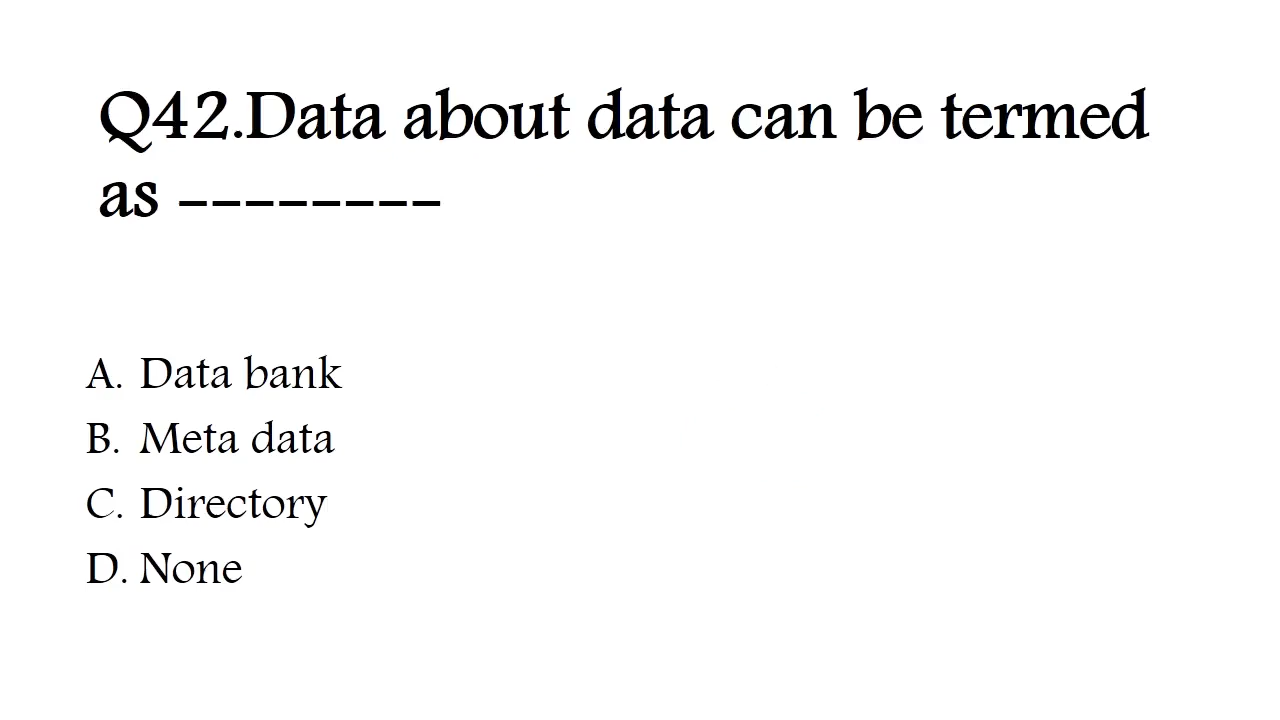 Q42.Data about data can be termed
as --------
A. Data bank
B. Meta data
C. Directory
D. None